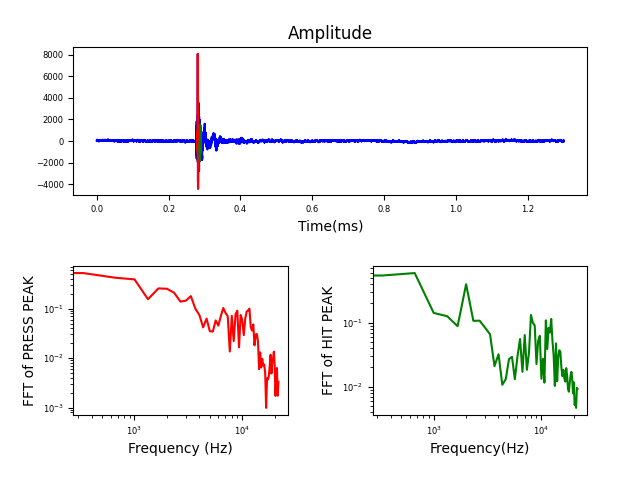 Amplitude
8000
6000
4000
2000
0
−2000
−4000
0.0 0.2 0.4 0.6 0.8 1.0 1.2
Time(ms)
FFT of PRESS PEAK
10⁻¹
10⁻²
10⁻³
10³ 10⁴
Frequency (Hz)
FFT of HIT PEAK
10⁻¹
10⁻²
10³ 10⁴
Frequency(Hz)